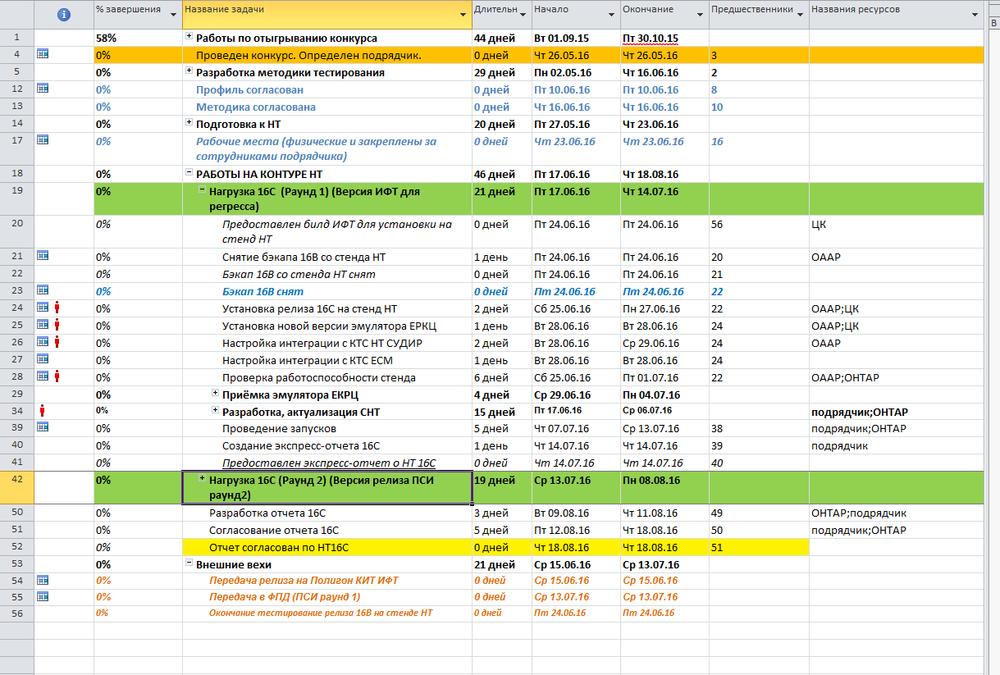 % завершения Название задачи Длительн Начало Окончание Предшественники Названия ресурсов
В
1 58% Работы по отыгрыванию конкурса 44 дней Вт 01.09.15 Пт 30.10.15
4 0% Проведен конкурс. Определен подрядчик. 0 дней Чт 26.05.16 Чт 26.05.16 3
5 0% Разработка методики тестирования 29 дней Пн 02.05.16 Чт 16.06.16 2
12 0% Профиль согласован 0 дней Пт 10.06.16 Пт 10.06.16 8
13 0% Методика согласована 0 дней Чт 16.06.16 Чт 16.06.16 10
14 0% Подготовка к НТ 20 дней Пт 27.05.16 Чт 23.06.16
17 0% Рабочие места (физические и закреплены за 0 дней Чт 23.06.16 Чт 23.06.16 16
сотрудниками подрядчика)
18 0% РАБОТЫ НА КОНТУРЕ НТ 46 дней Пт 17.06.16 Чт 18.08.16
19 0% Нагрузка 16С (Раунд 1) (Версия ИФТ для 21 дней Пт 17.06.16 Чт 14.07.16
регресса)
20 0% Предоставлен билд ИФТ для установки на 0 дней Пт 24.06.16 Пт 24.06.16 56 ЦК
стенд НТ
21 0% Снятие бэкапа 16В со стенда НТ 1 день Пт 24.06.16 Пт 24.06.16 20 ОААР
22 0% Бэкап 16В со стенда НТ снят 0 дней Пт 24.06.16 Пт 24.06.16 21
23 0% Бэкап 16В снят 0 дней Пт 24.06.16 Пт 24.06.16 22
24 0% Установка релиза 16С на стенд НТ 2 дней Сб 25.06.16 Пн 27.06.16 22 ОААР;ЦК
25 0% Установка новой версии эмулятора ЕРКЦ 1 день Вт 28.06.16 Вт 28.06.16 24 ОААР;ЦК
26 0% Настройка интеграции с КТС НТ СУДИР 2 дней Вт 28.06.16 Ср 29.06.16 24 ОААР
27 0% Настройка интеграции с КТС ЕСМ 1 день Вт 28.06.16 Вт 28.06.16 24
28 0% Проверка работоспособности стенда 6 дней Сб 25.06.16 Пт 01.07.16 22 ОААР;ОНТАР
29 0% Приёмка эмулятора ЕКРЦ 4 дней Ср 29.06.16 Пн 04.07.16
34 0% Разработка, актуализация СНТ 15 дней Пт 17.06.16 Ср 06.07.16 подрядчик;ОНТАР
39 0% Проведение запусков 5 дней Чт 07.07.16 Ср 13.07.16 38 подрядчик;ОНТАР
40 0% Создание экспресс-отчета 16С 1 день Чт 14.07.16 Чт 14.07.16 39 подрядчик
41 0% Предоставлен экспресс-отчет о НТ 16С 0 дней Чт 14.07.16 Чт 14.07.16 40
42 0% Нагрузка 16С (Раунд 2) (Версия релиза ПСИ 19 дней Ср 13.07.16 Пн 08.08.16
раунд2)
50 0% Разработка отчета 16С 3 дней Вт 09.08.16 Чт 11.08.16 49 ОНТАР;подрядчик
51 0% Согласование отчета 16С 5 дней Пт 12.08.16 Чт 18.08.16 50 подрядчик;ОНТАР
52 0% Отчет согласован по НТ16С 0 дней Чт 18.08.16 Чт 18.08.16 51
53 0% Внешние вехи 21 дней Ср 15.06.16 Ср 13.07.16
54 0% Передача релиза на Полигон КИТ ИФТ 0 дней Ср 15.06.16 Ср 15.06.16
55 0% Передача в ФПД (ПСИ раунд 1) 0 дней Ср 13.07.16 Ср 13.07.16
56 0% Окончание тестирование релиза 16В на стенде НТ 0 дней Пт 24.06.16 Пт 24.06.16